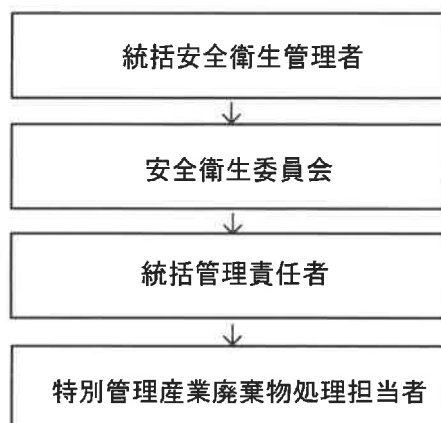 統括安全衛生管理者
安全衛生委員会
統括管理責任者
特別管理産業廃棄物処理担当者